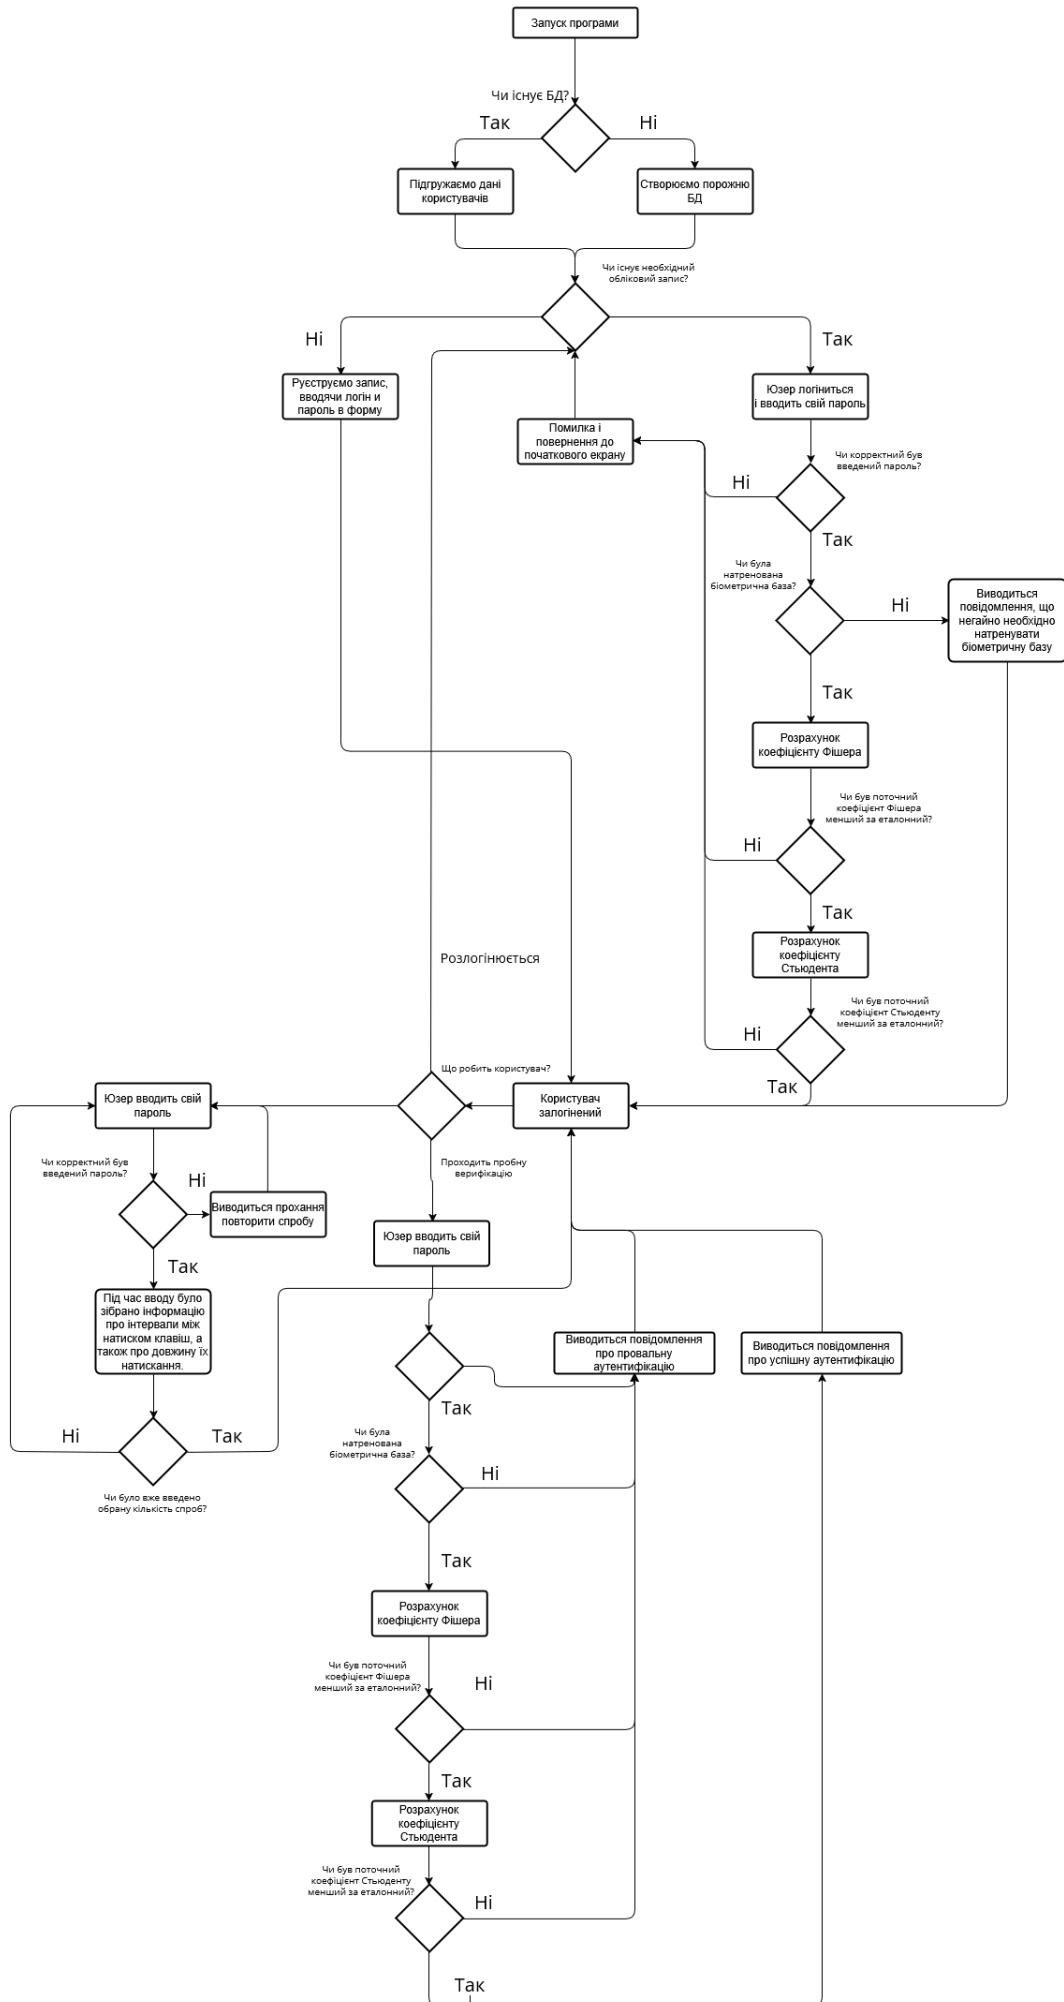 Запуск програми
Чи існує БД?
Так
Ні
Підгружаємо дані
користувачів
Створюємо порожню
БД
Чи існує необхідний
обліковий запис?
Ні
Так
Руєструємо запис,
вводячи логін и
пароль в форму
Юзер логіниться
і вводить свій пароль
Помилка і
повернення до
початкового екрану
Чи корректний був
введений пароль?
Ні
Так
Чи була
натренована
біометрична база?
Ні
Виводиться
повідомлення, що
негайно необхідно
натренувати
біометричну базу
Так
Розрахунок
коефіцієнту Фішера
Чи був поточний
коефіцієнт Фішера
менший за еталонний?
Ні
Так
Розрахунок
коефіцієнту
Стьюдента
Розлогінюється
Чи був поточний
коефіцієнт Стьюденту
менший за еталонний?
Ні
Так
Що робить користувач?
Користувач
залогінений
Юзер вводить свій
пароль
Чи корректний був
введений пароль?
Ні
Проходить пробну
верифікацію
Виводиться прохання
повторити спробу
Юзер вводить свій
пароль
Так
Під час вводу було
зібрано інформацію
про інтервали між
натиском клавіш, а
також про довжину їх
натискання.
Виводиться повідомлення
про провальну
аутентифікацію
Виводиться повідомлення
про успішну аутентифікацію
Так
Ні
Так
Чи була
натренована
біометрична база?
Ні
Чи було вже введено
обрану кількість спроб?
Так
Розрахунок
коефіцієнту Фішера
Чи був поточний
коефіцієнт Фішера
менший за еталонний?
Ні
Так
Розрахунок
коефіцієнту
Стьюдента
Чи був поточний
коефіцієнт Стьюденту
менший за еталонний?
Ні
Так